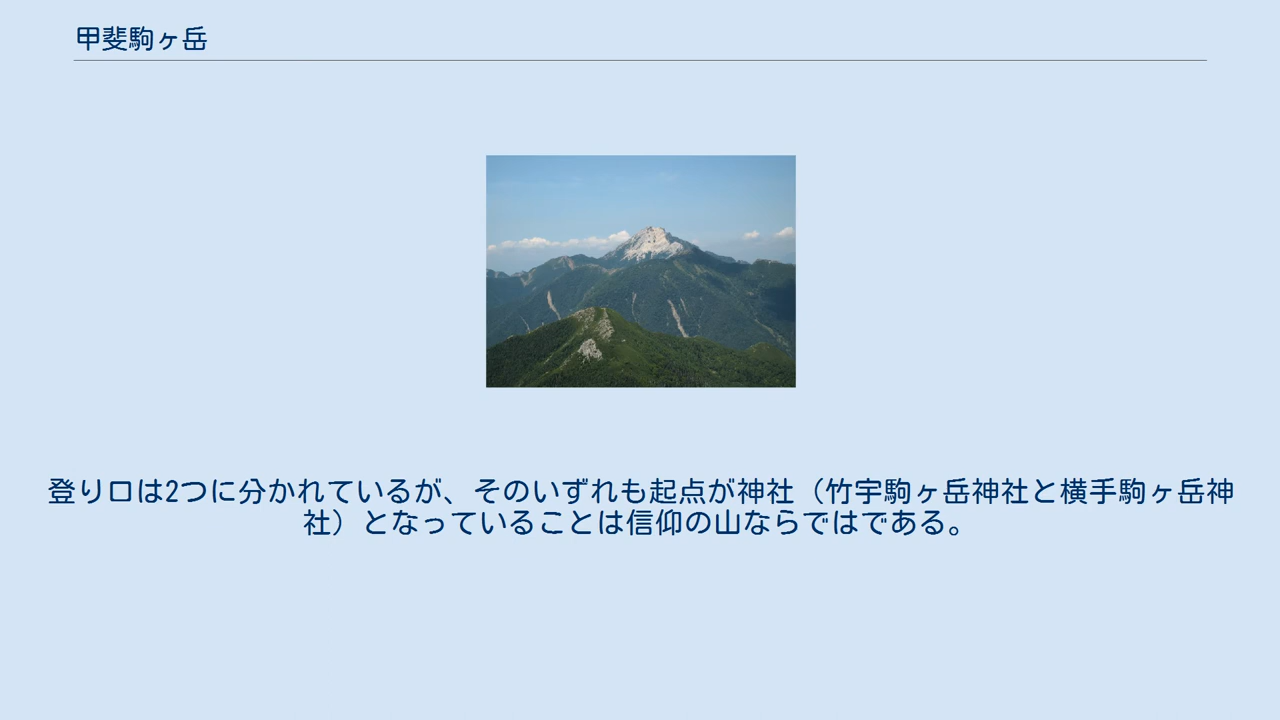 甲斐駒ヶ岳
登り口は2つに分かれているが、そのいずれも起点が神社（竹宇駒ヶ岳神社と横手駒ヶ岳神
社）となっていることは信仰の山ならではである。